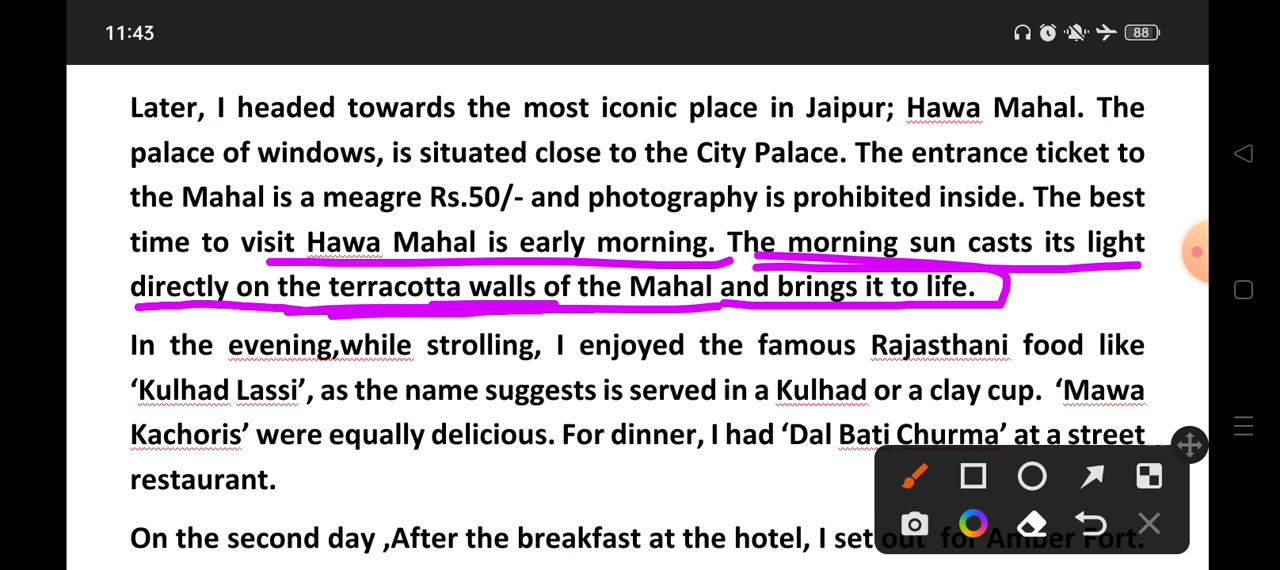 11:43
88
Later, I headed towards the most iconic place in Jaipur; Hawa Mahal. The
palace of windows, is situated close to the City Palace. The entrance ticket to
the Mahal is a meagre Rs.50/- and photography is prohibited inside. The best
time to visit Hawa Mahal is early morning. The morning sun casts its light
directly on the terracotta walls of the Mahal and brings it to life.
In the evening,while strolling, I enjoyed the famous Rajasthani food like
‘Kulhad Lassi’, as the name suggests is served in a Kulhad or a clay cup. ‘Mawa
Kachoris’ were equally delicious. For dinner, I had ‘Dal Bati Churma’ at a street
restaurant.
On the second day ,After the breakfast at the hotel, I set out for Amber Fort.